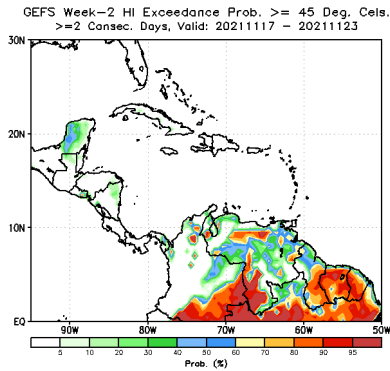 GEFS Week-2 HI Exceedance Prob. >= 45 Deg. Cels.
>=2 Consec. Days, Valid: 20211117 - 20211123
30N
20N
10N
EQ
90W 80W 70W 60W 50W
5 10 20 30 40 50 60 70 80 90 95
Prob. (%)